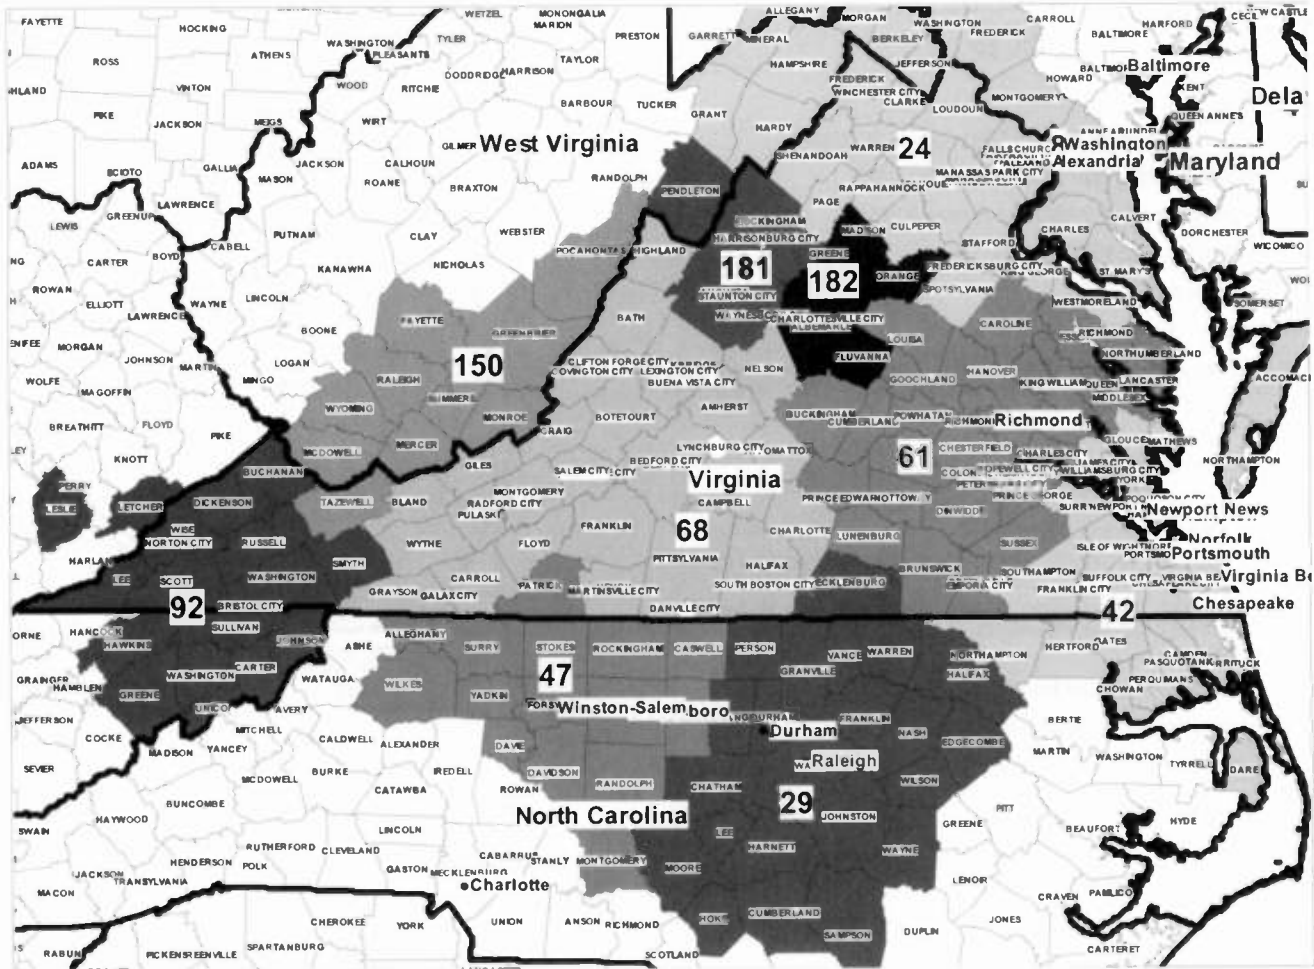 FAYETTE
HOCKING
WETZEL
MONONGALIA
MARION
ALLEGANY
MORGAN
WASHINGTON
FREDERICK
CARROLL
HARFORD
CECIL
NEWCASTLE
ROSS
ATHENS
WASHINGTON
PLEASANTS
TYLER
PRESTON
GARRETT
MINERAL
BERKELEY
BALTIMORE
DODDRIDGE
HARRISON
TAYLOR
HAMPSHIRE
JEFFERSON
Baltimore
HOWARD
VINTON
WOOD
RITCHIE
BARBOUR
TUCKER
FREDERICK
WINCHESTER CITY
CLARKE
MONTGOMERY
KENT
Dela
PIKE
JACKSON
MEIGS
WIRT
GRANT
HARDY
LOUDOUN
QUEEN ANNE'S
GILMER
West Virginia
SHENANDOAH
WARREN
24
Washington
Alexandria
Maryland
ADAMS
SCIOTO
GALLIA
MASON
JACKSON
CALHOUN
ROANE
BRAXTON
RANDOLPH
PENDLETON
MANASSAS PARK CITY
RAPPAHANNOCK
PAGE
LEWIS
GREENUP
LAWRENCE
CABELL
PUTNAM
CLAY
WEBSTER
HARRISONBURG CITY
MADISON
CULPEPER
STAFFORD
CHARLES
CALVERT
DORCHESTER
WICOMICO
CARTER
BOYD
KANAWHA
NICHOLAS
POCAHONTAS
HIGHLAND
181
GREENE
182
ORANGE
FREDERICKSBURG CITY
KING GEORGE
ST MARY'S
ROWAN
ELLIOTT
LAWRENCE
WAYNE
LINCOLN
STAUNTON CITY
SPOTSYLVANIA
WESTMORELAND
SOMERSET
BOONE
FAYETTE
GREENBRIER
BATH
CHARLOTTESVILLE CITY
ALBEMARLE
CAROLINE
RICHMOND
MORGAN
JOHNSON
MARTIN
LOGAN
MINGO
150
CLIFTON FORGE CITY
COVINGTON CITY
LEXINGTON CITY
BUENA VISTA CITY
NELSON
FLUVANNA
LOUISA
NORTHUMBERLAND
WOLFE
MAGOFFIN
RALEIGH
SUMMERS
GOOCHLAND
HANOVER
KING WILLIAM
LANCASTER
MIDDLESEX
ACCOMACK
BREATHITT
FLOYD
PIKE
WYOMING
MONROE
CRAIG
BOTETOURT
AMHERST
BUCKINGHAM
CUMBERLAND
POWHATAN
Richmond
KNOTT
MCDOWELL
MERCER
GILES
LYNCHBURG CITY
61
CHESTERFIELD
CHARLES CITY
MATHEWS
BUCHANAN
SALEM CITY
BEDFORD CITY
HOPEWELL CITY
JAMES CITY
WILLIAMSBURG CITY
YORK
NORTHAMPTON
PERRY
LESLIE
LETCHER
DICKENSON
TAZEWELL
BLAND
MONTGOMERY
RADFORD CITY
PULASKI
Virginia
CAMPBELL
PRINCE EDWARD
NOTTOWAY
Newport News
WISE
NORTON CITY
RUSSELL
WYTHE
FLOYD
FRANKLIN
68
PITTSYLVANIA
CHARLOTTE
LUNENBURG
DINWIDDIE
SUSSEX
Norfolk
Portsmouth
HARLAN
LEE
SCOTT
WASHINGTON
SMYTH
CARROLL
PATRICK
HALIFAX
BRUNSWICK
SOUTHAMPTON
SUFFOLK CITY
Virginia Be
92
BRISTOL CITY
GRAYSON
GALAX CITY
MARTINSVILLE CITY
SOUTH BOSTON CITY
EMPORIA CITY
FRANKLIN CITY
Chesapeake
DANVILLE CITY
42
HANCOCK
HAWKINS
SULLIVAN
JOHNSON
ASHE
ALLEGHANY
SURRY
STOKES
ROCKINGHAM
CASWELL
PERSON
VANCE
WARREN
NORTHAMPTON
HERTFORD
GATES
CAMDEN
PASQUOTANK
GRAINGER
HAMBLEN
GREENE
WASHINGTON
CARTER
UNICOI
WATAUGA
WILKES
YADKIN
47
GRANVILLE
HALIFAX
PERQUIMANS
CHOWAN
JEFFERSON
COCKE
AVERY
MITCHELL
Winston-Salem
boro
Durham
FRANKLIN
NASH
EDGECOMBE
BERTIE
MADISON
YANCEY
CALDWELL
ALEXANDER
DAVIE
Raleigh
MARTIN
WASHINGTON
TYRRELL
DARE
SEVIER
MCDOWELL
BURKE
CATAWBA
IREDELL
ROWAN
DAVIDSON
RANDOLPH
CHATHAM
WILSON
BUNCOMBE
HAYWOOD
North Carolina
29
JOHNSTON
GREENE
PITT
BEAUFORT
HYDE
SWAIN
LINCOLN
LEE
HENDERSON
RUTHERFORD
POLK
CLEVELAND
GASTON
MECKLENBURG
CABARRUS
STANLY
MONTGOMERY
MOORE
HARNETT
WAYNE
LENOIR
JACKSON
TRANSYLVANIA
MACON
Charlotte
CRAVEN
PAMLICO
CHEROKEE
YORK
UNION
ANSON
RICHMOND
HOKE
CUMBERLAND
JONES
RABUN
PICKENS
GREENVILLE
SPARTANBURG
SCOTLAND
SAMPSON
DUPLIN
CARTERET